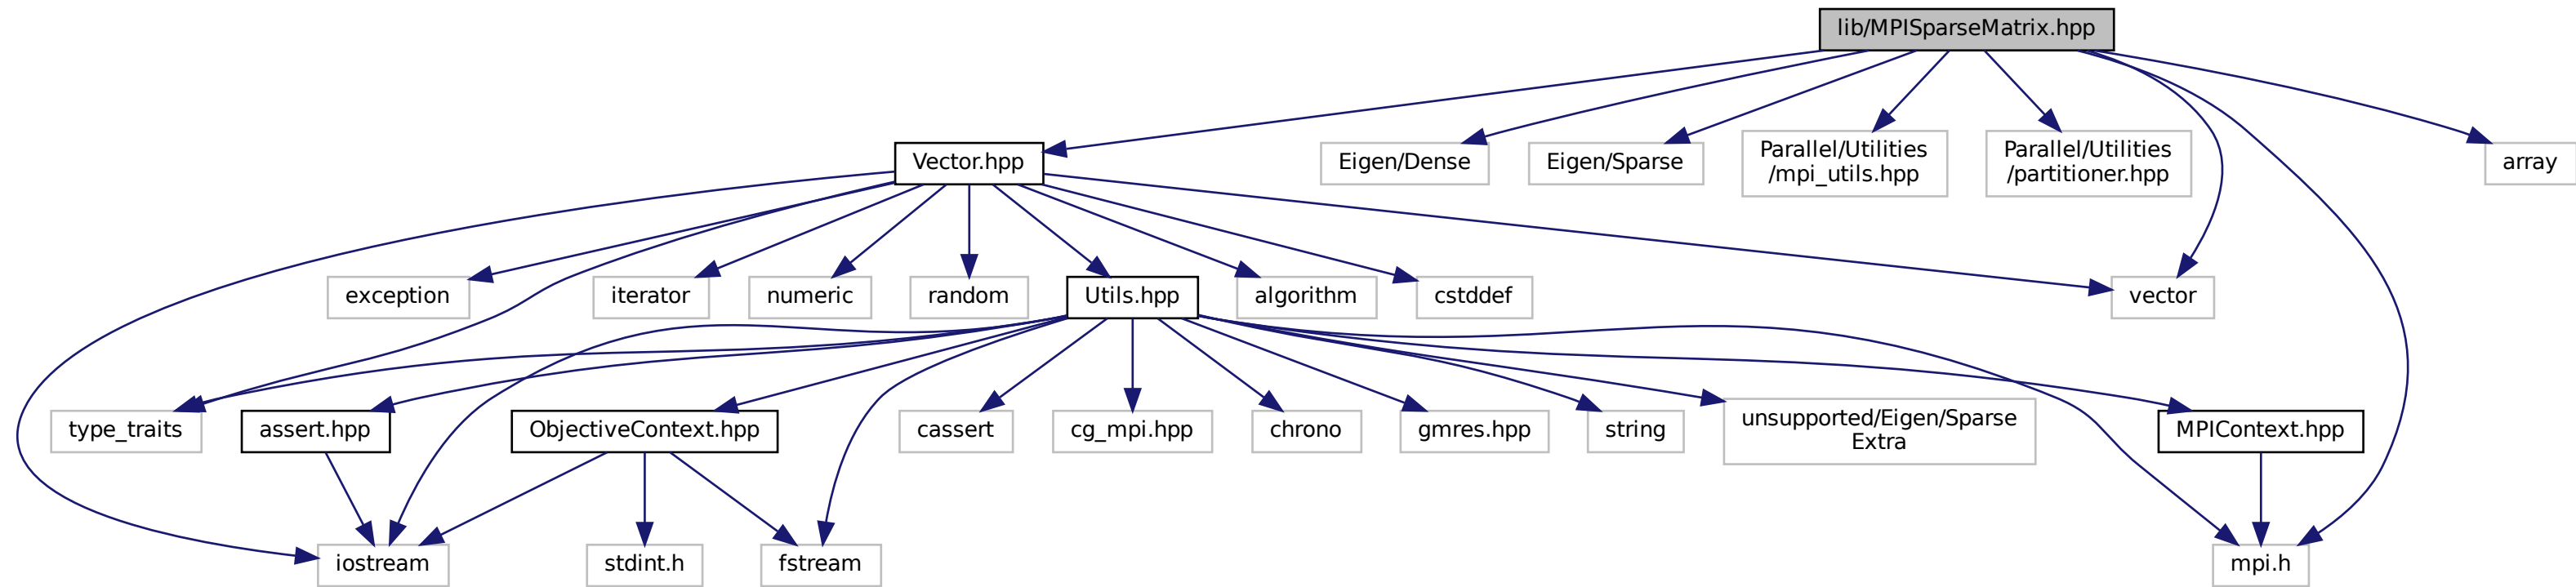 lib/MPISparseMatrix.hpp
Vector.hpp
Eigen/Dense
Eigen/Sparse
Parallel/Utilities
/mpi_utils.hpp
Parallel/Utilities
/partitioner.hpp
array
exception
iterator
numeric
random
Utils.hpp
algorithm
cstddef
vector
type_traits
assert.hpp
ObjectiveContext.hpp
cassert
cg_mpi.hpp
chrono
gmres.hpp
string
unsupported/Eigen/Sparse
Extra
MPIContext.hpp
iostream
stdint.h
fstream
mpi.h